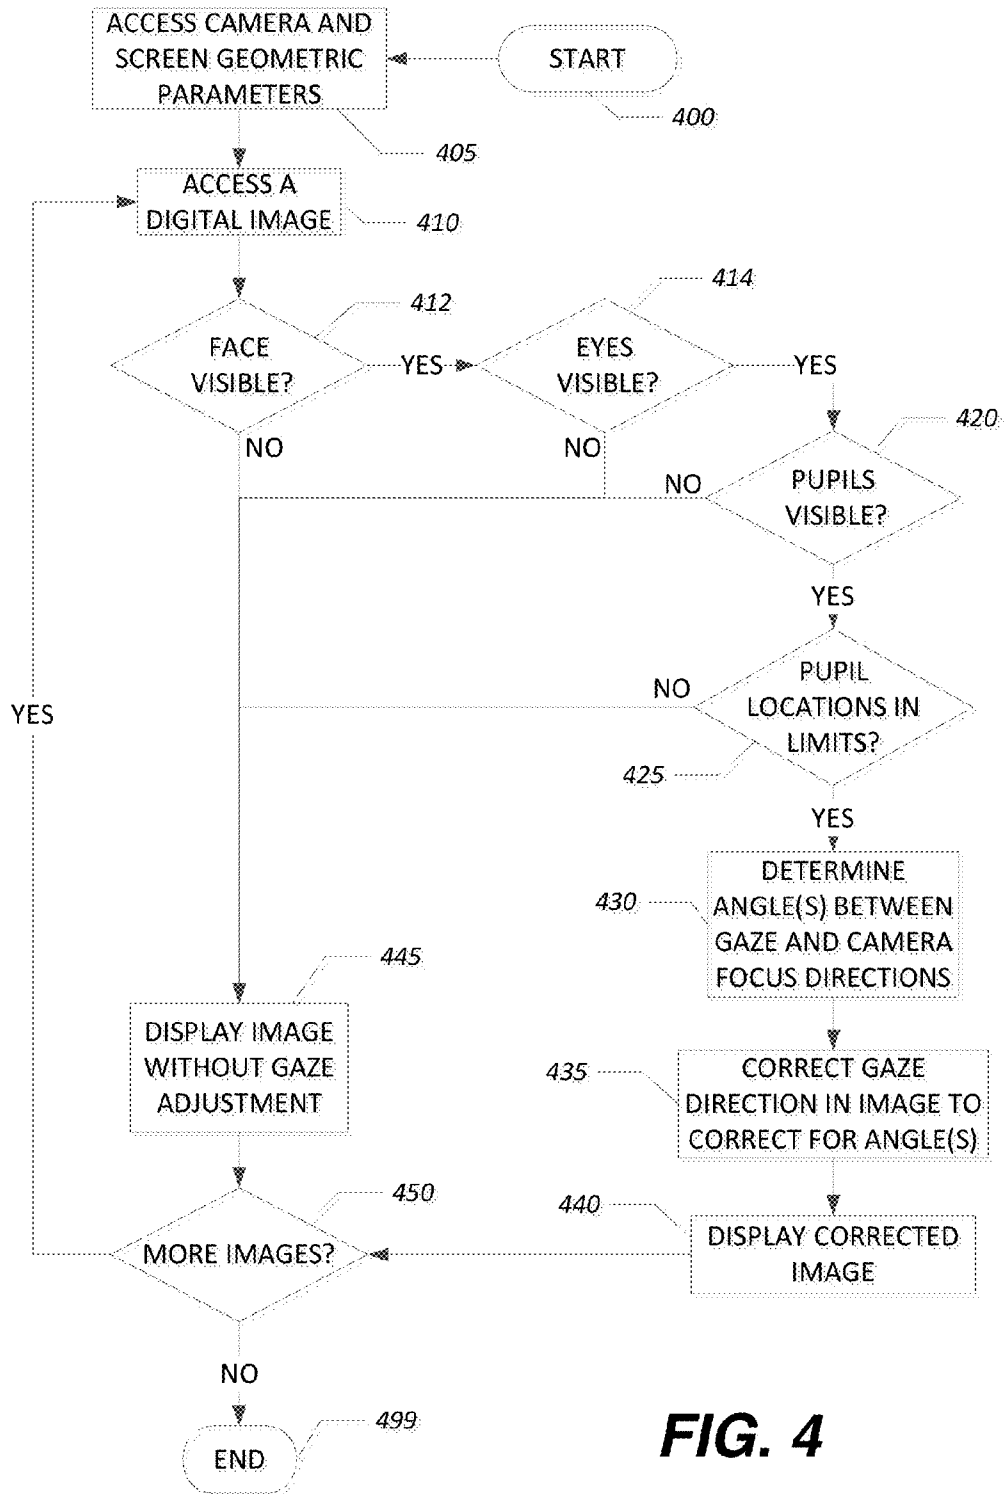 ACCESS CAMERA AND
SCREEN GEOMETRIC
PARAMETERS
START
400
405
ACCESS A
DIGITAL IMAGE
410
412
414
FACE
VISIBLE?
YES
EYES
VISIBLE?
YES
420
NO
NO
NO
PUPILS
VISIBLE?
YES
NO
PUPIL
LOCATIONS IN
LIMITS?
425
YES
YES
430
DETERMINE
ANGLE(S) BETWEEN
GAZE AND CAMERA
FOCUS DIRECTIONS
445
DISPLAY IMAGE
WITHOUT GAZE
ADJUSTMENT
435
CORRECT GAZE
DIRECTION IN IMAGE TO
CORRECT FOR ANGLE(S)
450
440
MORE IMAGES?
DISPLAY CORRECTED
IMAGE
NO
499
END
FIG. 4